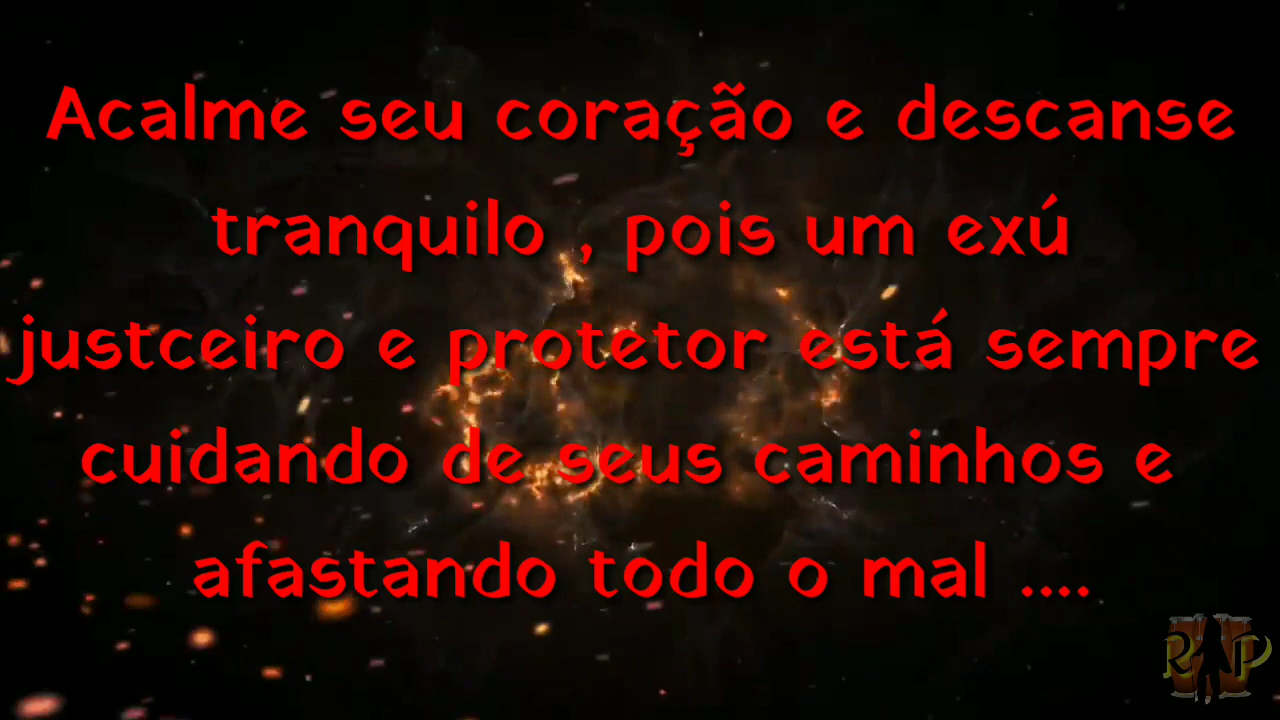 Acalme seu coração e descanse
tranquilo , pois um exú
justceiro e protetor está sempre
cuidando de seus caminhos e
afastando todo o mal ....
R P